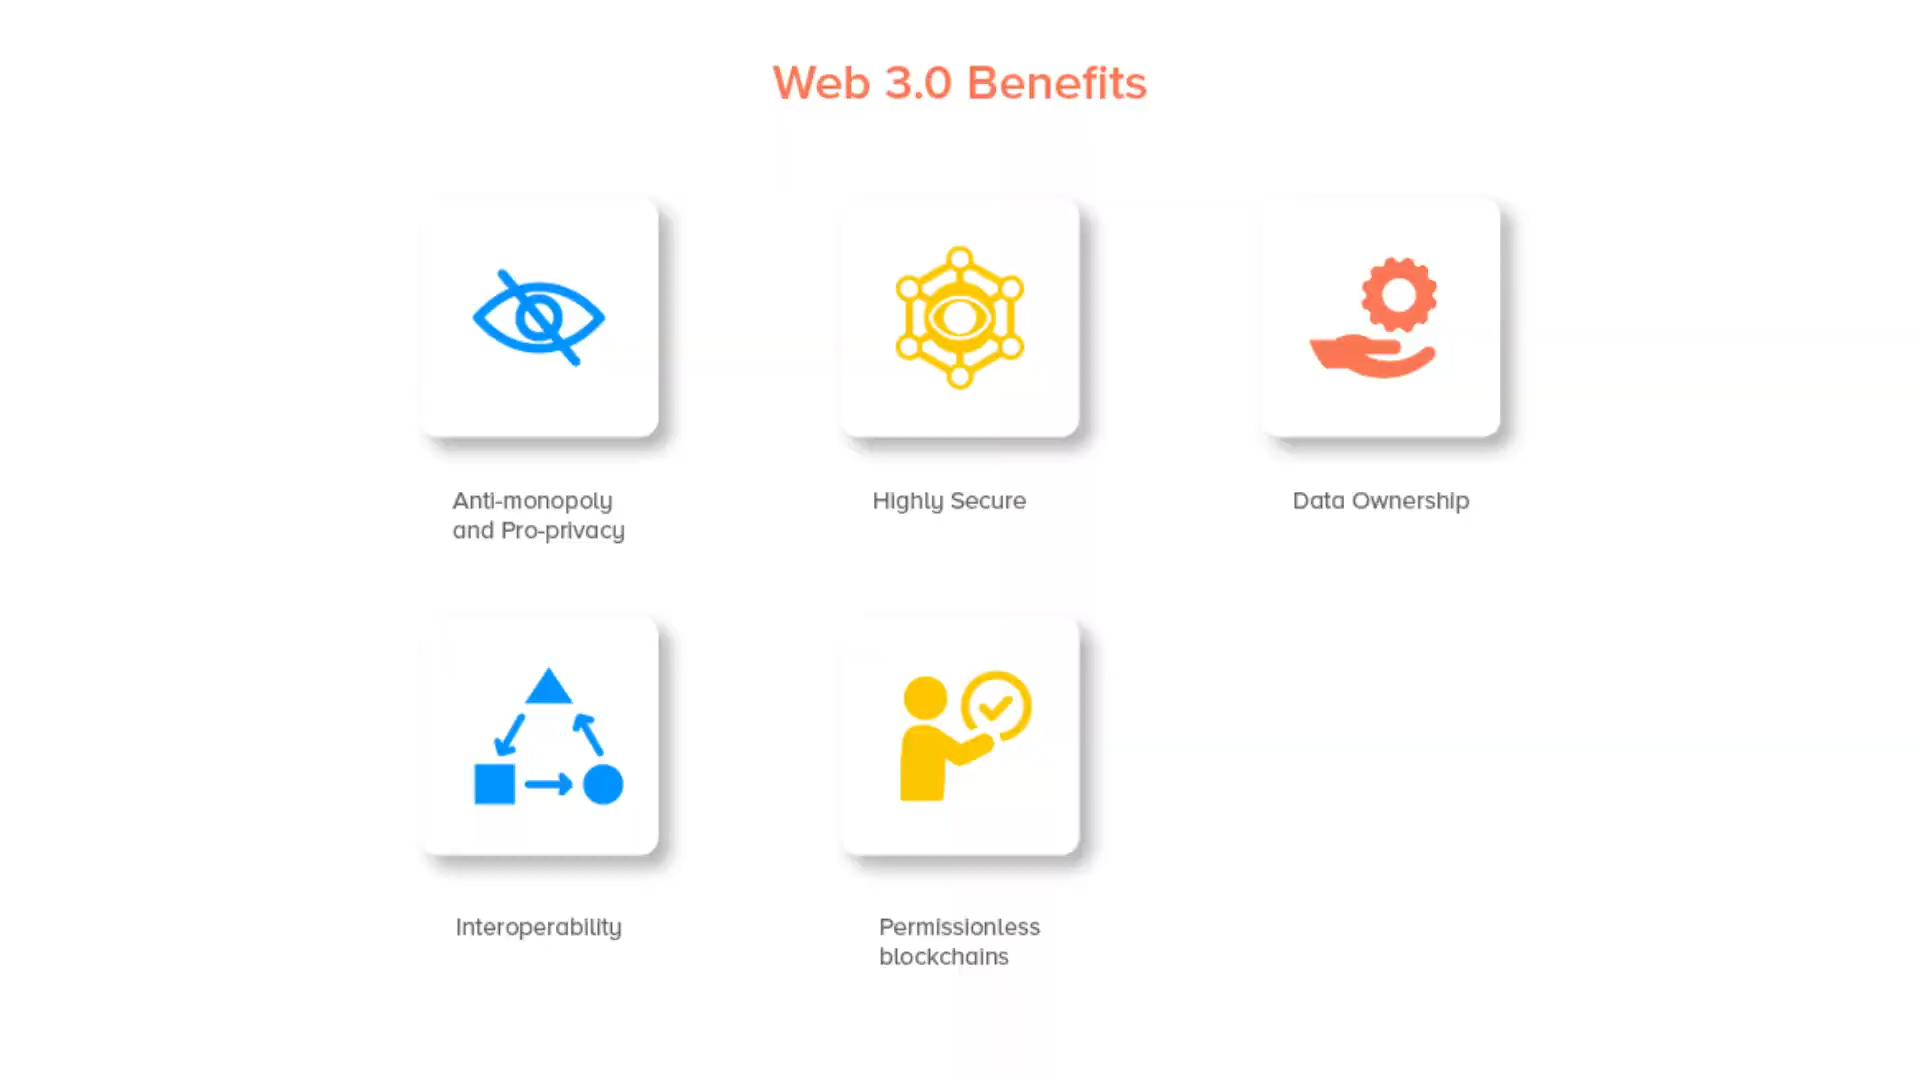 Web 3.0 Benefits
Anti-monopoly
and Pro-privacy
Highly Secure
Data Ownership
Interoperability
Permissionless
blockchains